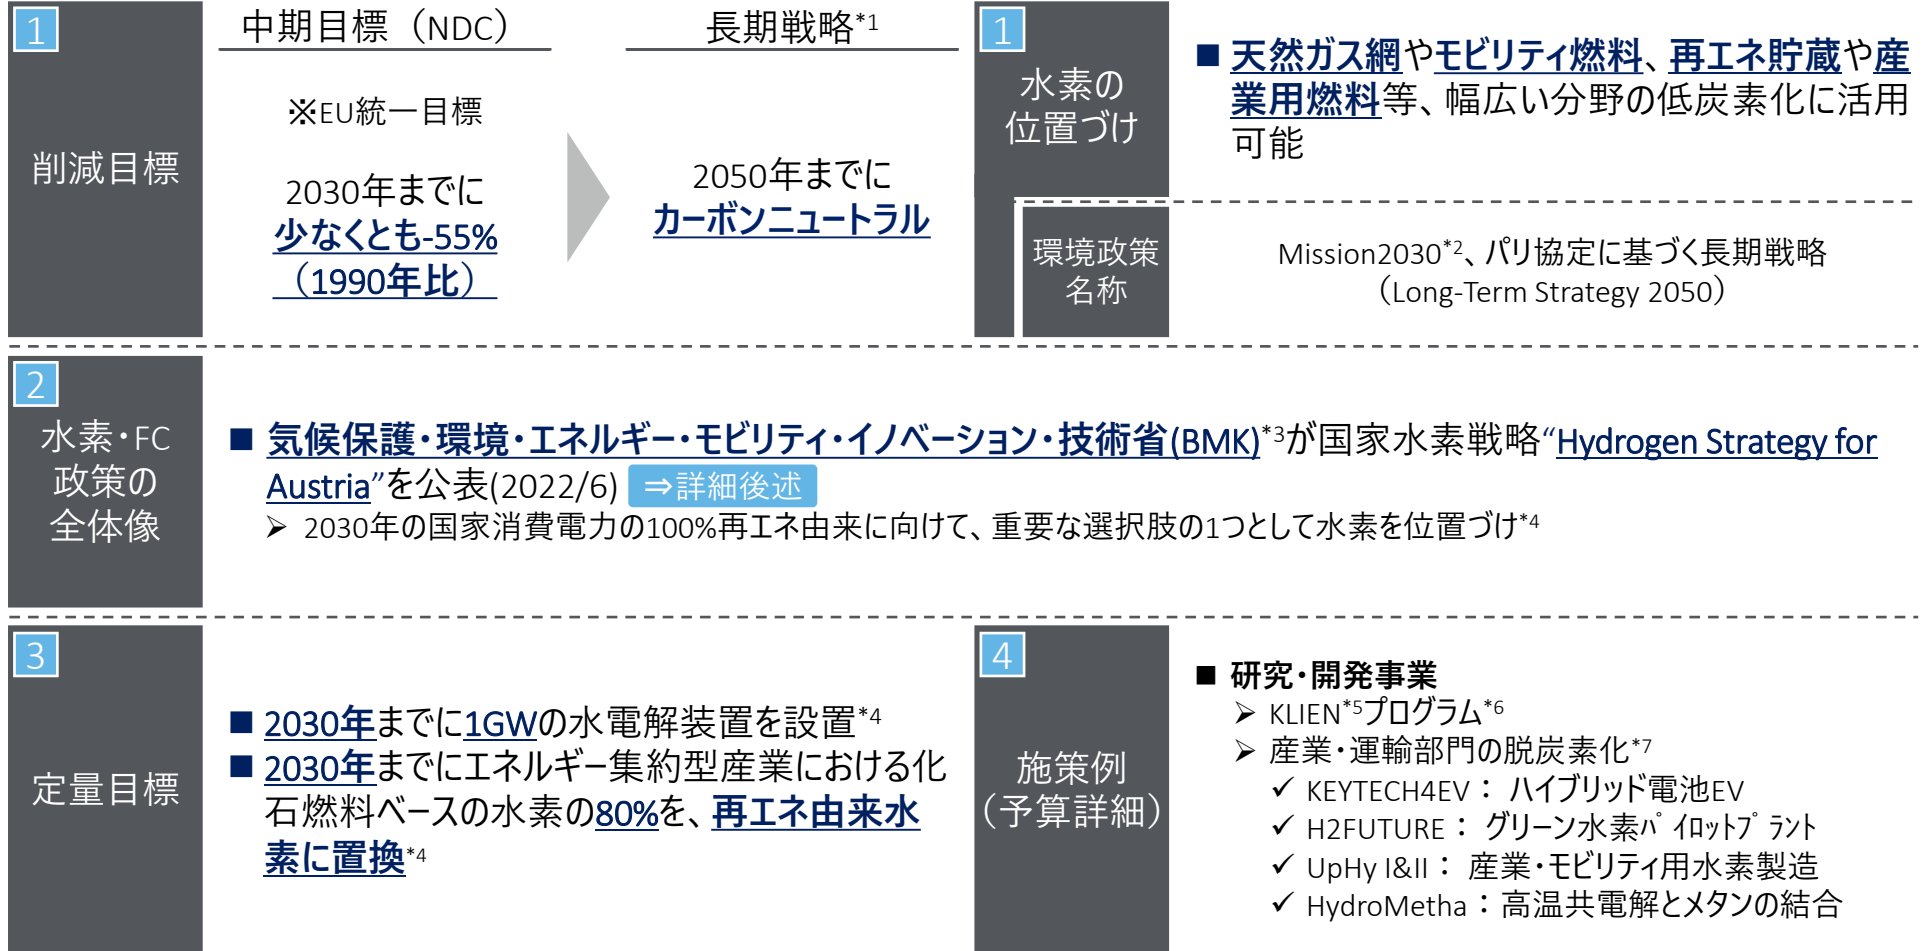 1
削減目標
中期目標（NDC）
※EU統一目標
2030年までに
少なくとも-55%
（1990年比）
長期戦略*1
2050年までに
カーボンニュートラル
1
水素の
位置づけ
■ 天然ガス網やモビリティ燃料、再エネ貯蔵や産
業用燃料等、幅広い分野の低炭素化に活用
可能
環境政策
名称
Mission2030*2、パリ協定に基づく長期戦略
（Long-Term Strategy 2050）
2
水素・FC
政策の
全体像
■ 気候保護・環境・エネルギー・モビリティ・イノベーション・技術省(BMK)*3が国家水素戦略“Hydrogen Strategy for
Austria”を公表(2022/6) ⇒詳細後述
➢ 2030年の国家消費電力の100%再エネ由来に向けて、重要な選択肢の1つとして水素を位置づけ*4
3
定量目標
■ 2030年までに1GWの水電解装置を設置*4
■ 2030年までにエネルギー集約型産業における化
石燃料ベースの水素の80%を、再エネ由来水
素に置換*4
4
施策例
（予算詳細）
■ 研究・開発事業
➢ KLIEN*5プログラム*6
➢ 産業・運輸部門の脱炭素化*7
✓ KEYTECH4EV： ハイブリッド電池EV
✓ H2FUTURE： グリーン水素ﾊﾟｲﾛｯﾄﾌﾟﾗﾝﾄ
✓ UpHy I&II： 産業・モビリティ用水素製造
✓ HydroMetha：高温共電解とメタンの結合